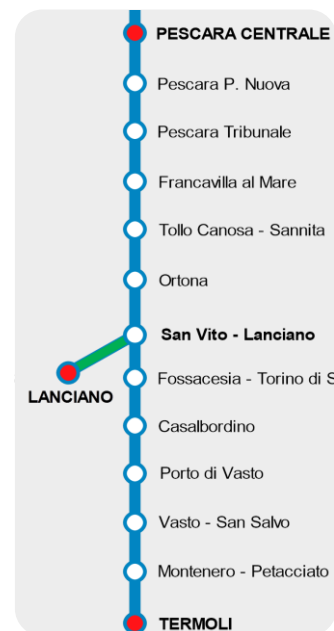 PESCARA CENTRALE
Pescara P. Nuova
Pescara Tribunale
Francavilla al Mare
Tollo Canosa - Sannita
Ortona
San Vito - Lanciano
LANCIANO
Fossacesia - Torino di S
Casalbordino
Porto di Vasto
Vasto - San Salvo
Montenero - Petacciato
TERMOLI